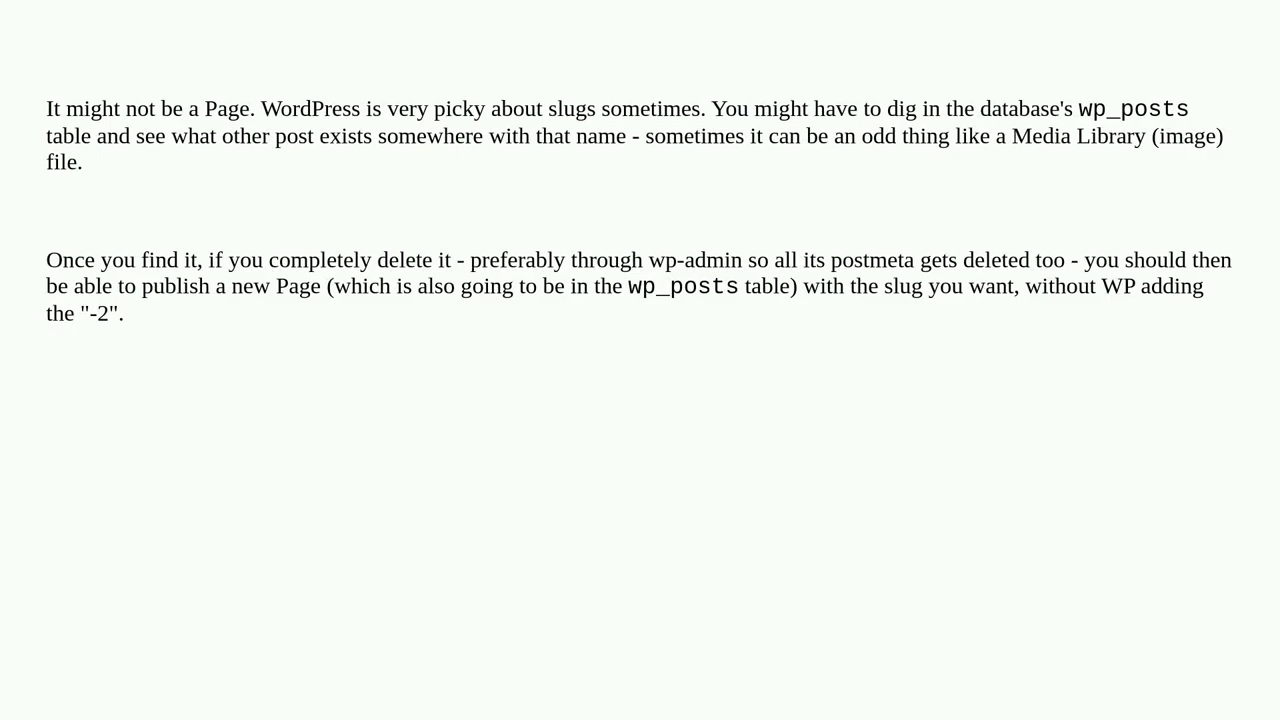 It might not be a Page. WordPress is very picky about slugs sometimes. You might have to dig in the database's wp_posts
table and see what other post exists somewhere with that name - sometimes it can be an odd thing like a Media Library (image)
file.
Once you find it, if you completely delete it - preferably through wp-admin so all its postmeta gets deleted too - you should then
be able to publish a new Page (which is also going to be in the wp_posts table) with the slug you want, without WP adding
the "-2".